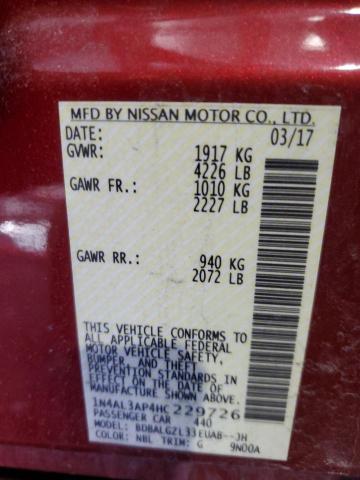 MFD BY NISSAN MOTOR CO., LTD.
DATE: 03/17
GVWR: 1917 KG
4226 LB
GAWR FR.: 1010 KG
2227 LB
GAWR RR.: 940 KG
2072 LB
THIS VEHICLE CONFORMS TO
ALL APPLICABLE FEDERAL
MOTOR VEHICLE SAFETY,
BUMPER, AND THEFT
PREVENTION STANDARDS
IN EFFECT ON THE DATE OF
MANUFACTURE SHOWN ABOVE.
1N4AL3AP4HC229726
PASSENGER CAR 440
MODEL: BDBALGZL33EUAB--JH
COLOR: NBL TRIM: G 9N00A